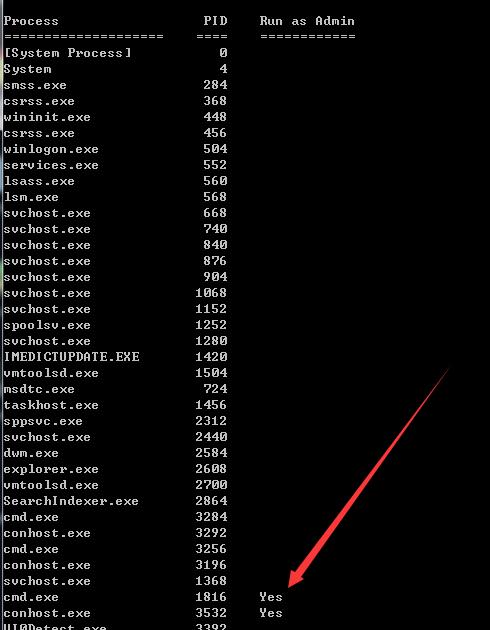 Process PID Run as Admin
==================== ==== ============
[System Process] 0
System 4
smss.exe 284
csrss.exe 368
wininit.exe 448
csrss.exe 456
winlogon.exe 504
services.exe 552
lsass.exe 560
lsm.exe 568
svchost.exe 668
svchost.exe 740
svchost.exe 840
svchost.exe 876
svchost.exe 904
svchost.exe 1068
svchost.exe 1152
spoolsv.exe 1252
svchost.exe 1280
IMEDICTUPDATE.EXE 1420
vmtoolsd.exe 1504
msdtc.exe 724
taskhost.exe 1456
sppsvc.exe 2312
svchost.exe 2440
dwm.exe 2584
explorer.exe 2608
vmtoolsd.exe 2700
SearchIndexer.exe 2864
cmd.exe 3284
conhost.exe 3292
cmd.exe 3256
conhost.exe 3196
svchost.exe 1368
cmd.exe 1816 Yes
conhost.exe 3532 Yes
UI0Detect.exe 3392